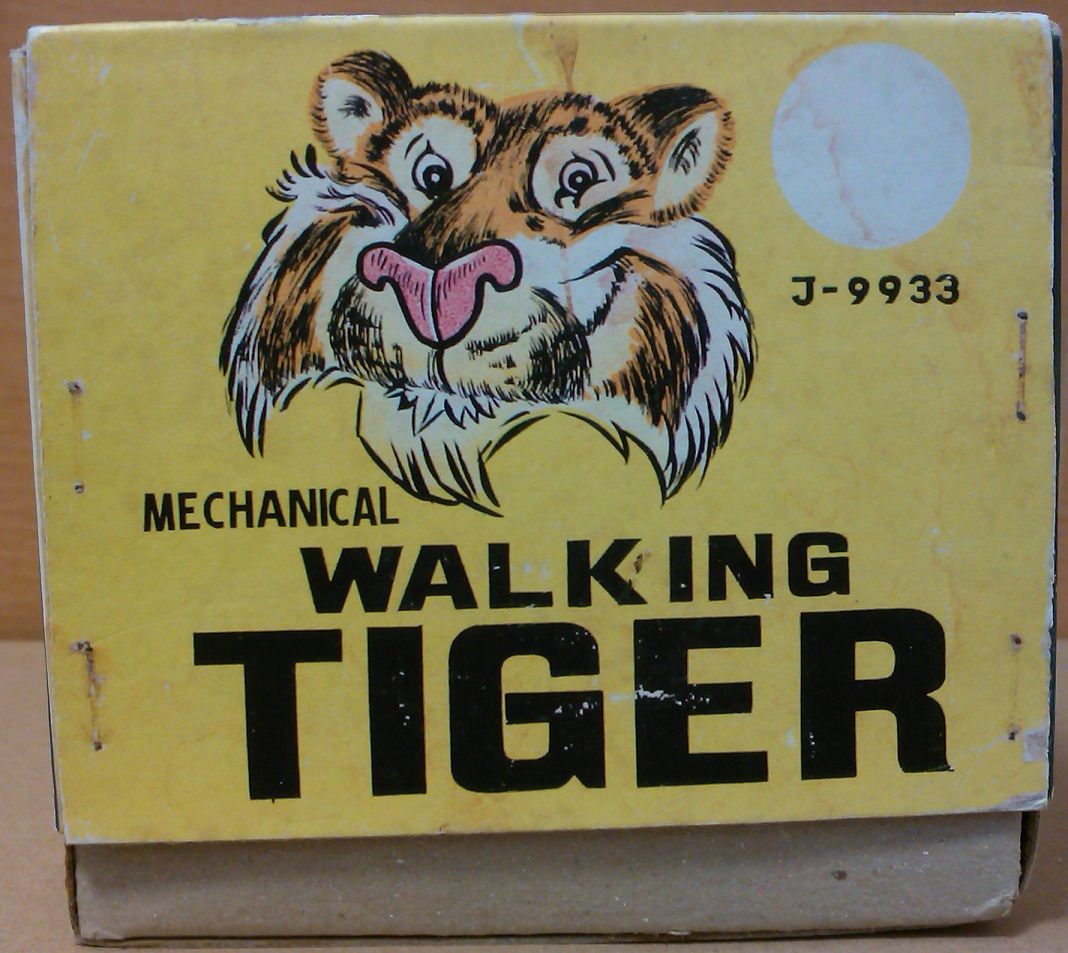 J-9933
MECHANICAL
WALKING
TIGER